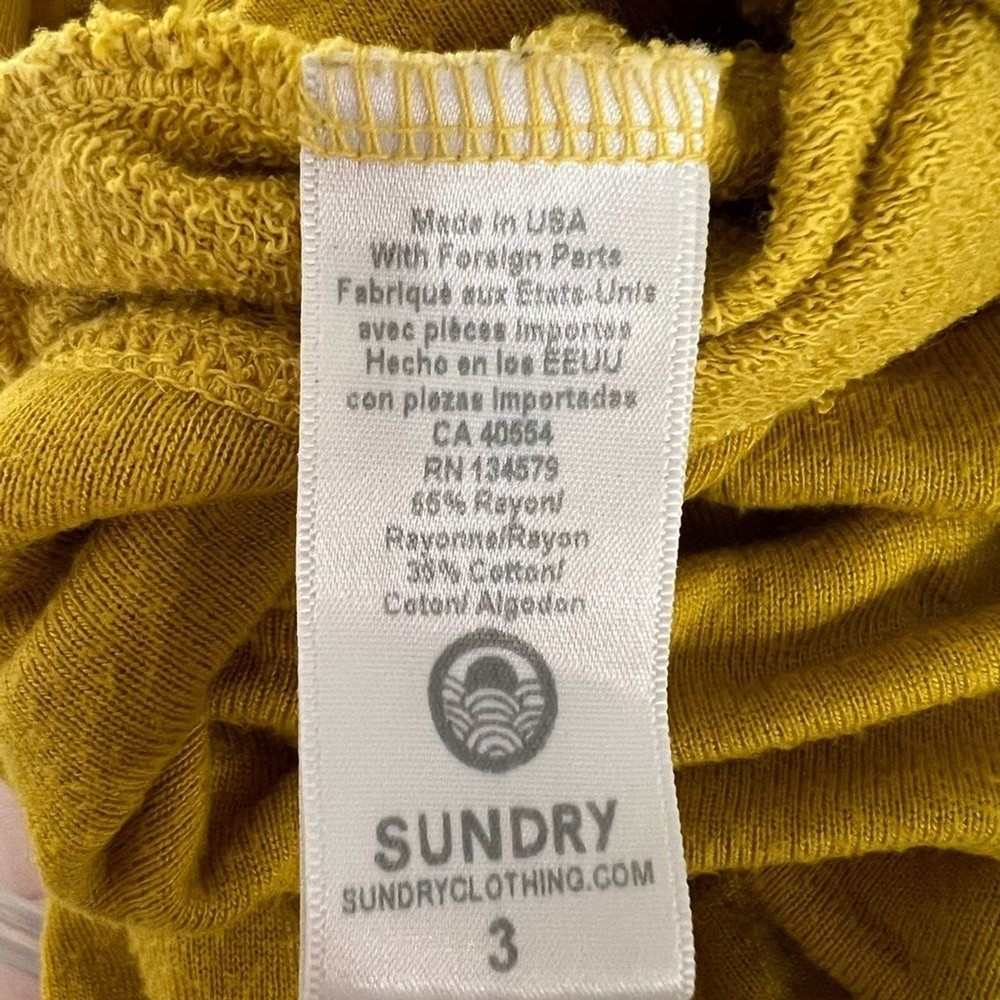 Made in USA
With Foreign Parts
Fabriqué aux Etats-Unis
avec pièces importes
Hecho en los EEUU
con piezas importadas
CA 40554
RN 134579
65% Rayon/
Rayonne/Rayon
35% Cotton/
Coton/ Algodon
SUNDRY
SUNDRYCLOTHING.COM
3